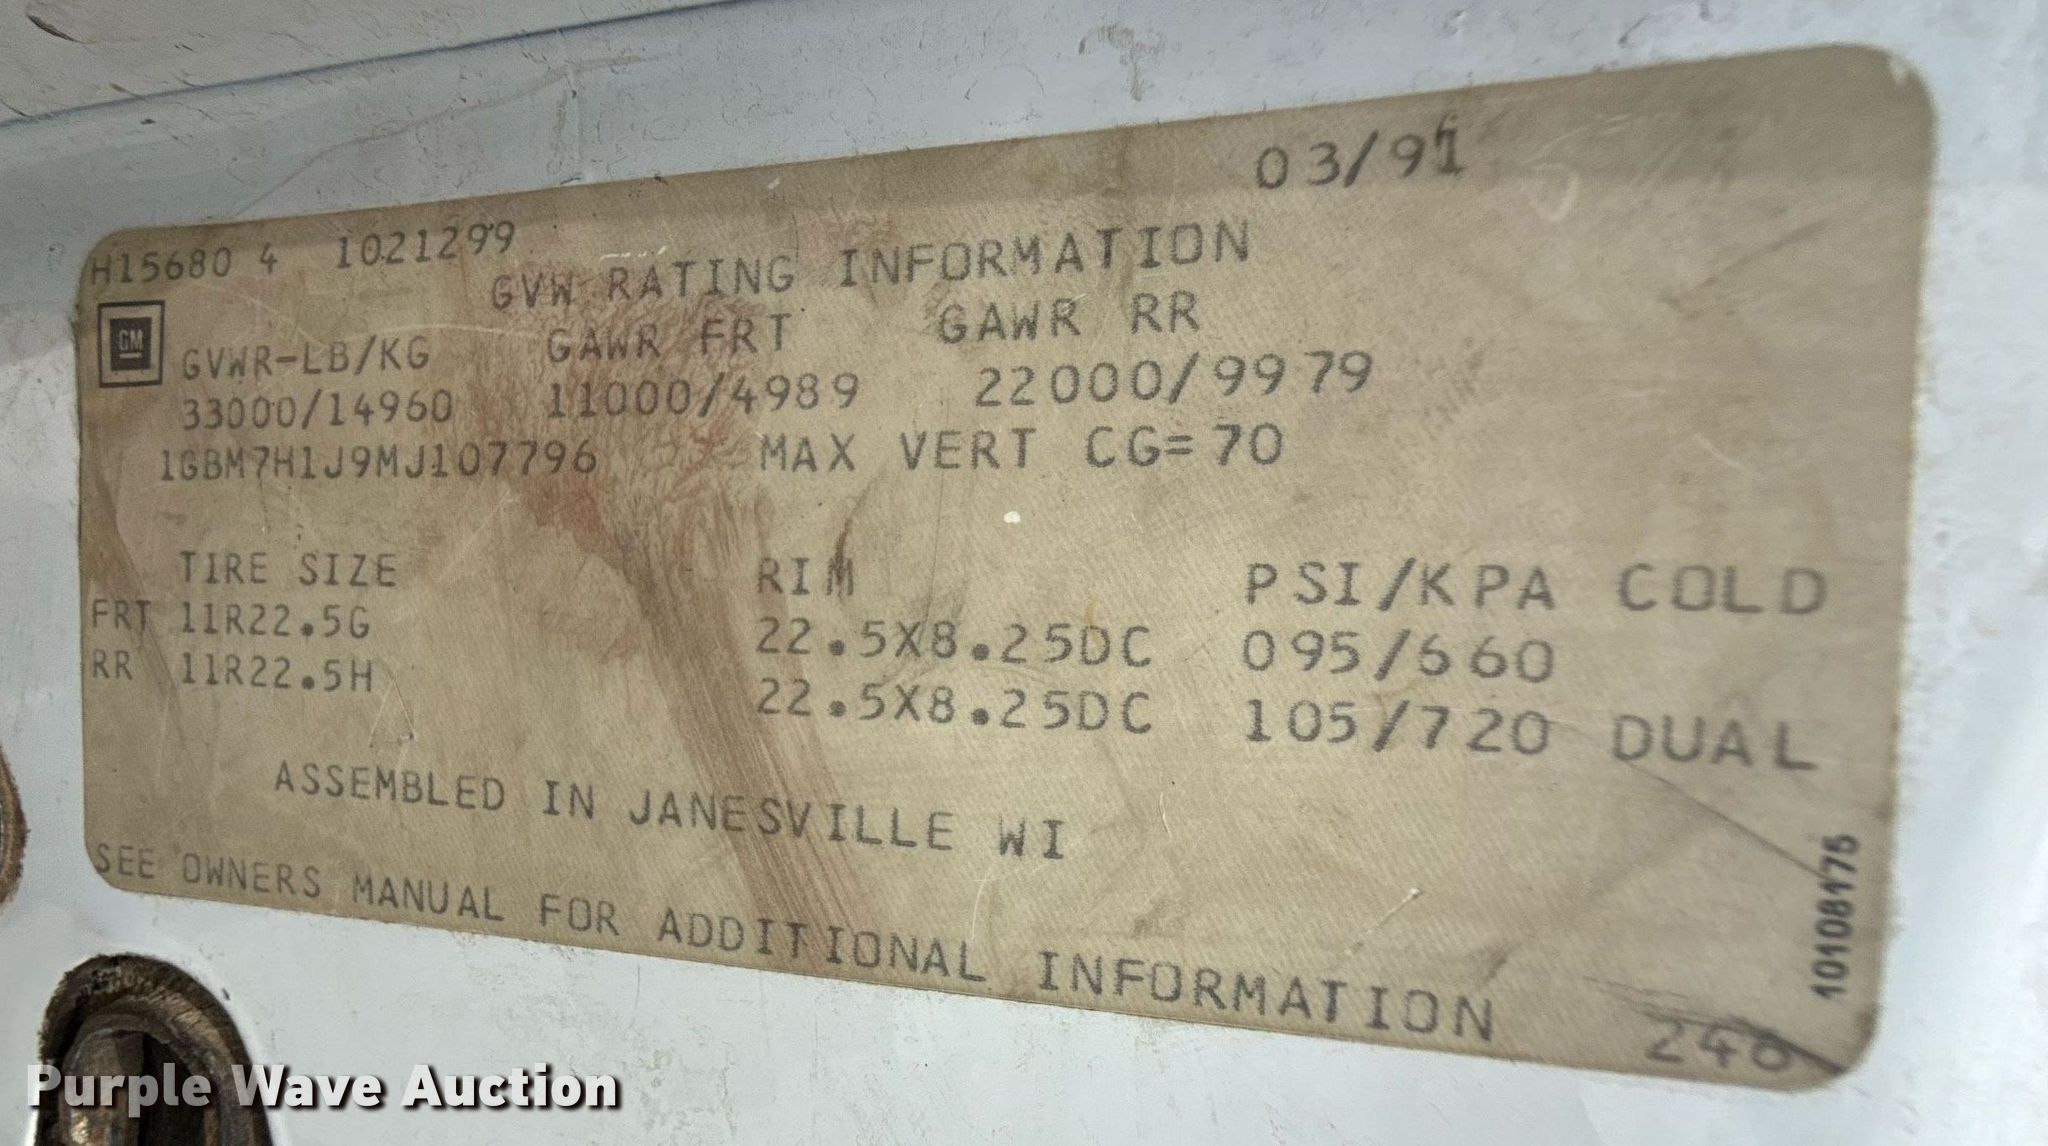 03/91
H15680 4 1021299
GVW RATING INFORMATION
GM
GVWR-LB/KG GAWR FRT GAWR RR
33000/14960 11000/4989 22000/9979
1GBM7H1J9MJ107796 MAX VERT CG=70
TIRE SIZE RIM PSI/KPA COLD
FRT 11R22.5G 22.5X8.25DC 095/660
RR 11R22.5H 22.5X8.25DC 105/720 DUAL
ASSEMBLED IN JANESVILLE WI
SEE OWNERS MANUAL FOR ADDITIONAL INFORMATION
10108175
Purple Wave Auction